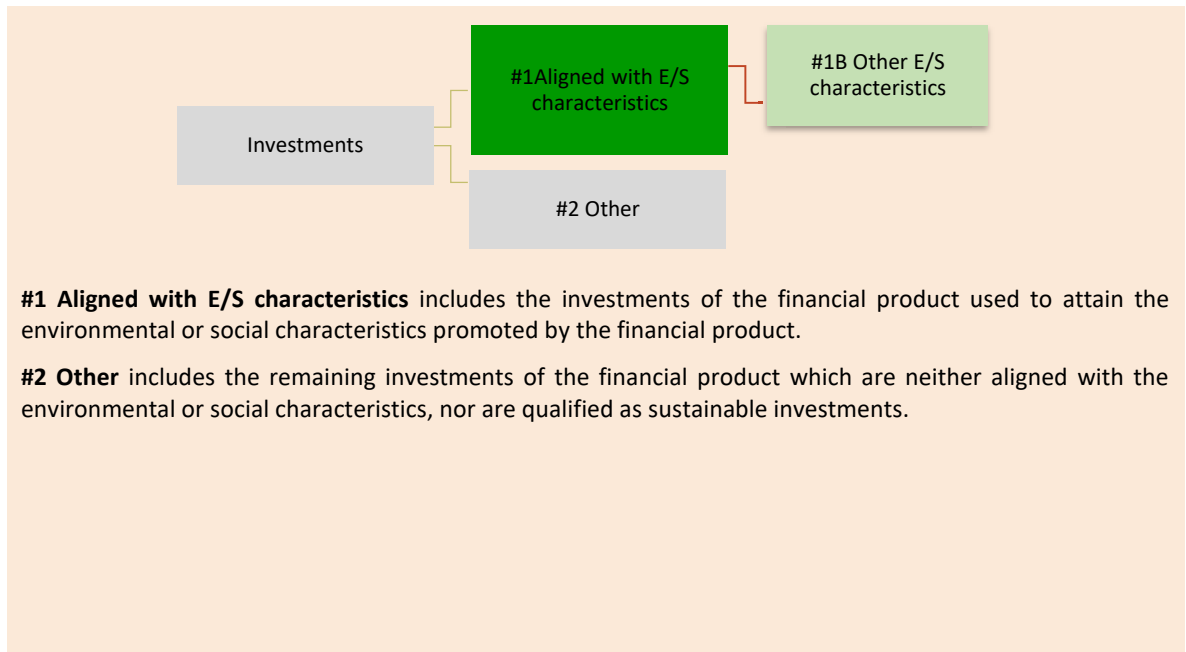 #1Aligned with E/S
characteristics
#1B Other E/S
characteristics
Investments
#2 Other
#1 Aligned with E/S characteristics includes the investments of the financial product used to attain the
environmental or social characteristics promoted by the financial product.
#2 Other includes the remaining investments of the financial product which are neither aligned with the
environmental or social characteristics, nor are qualified as sustainable investments.